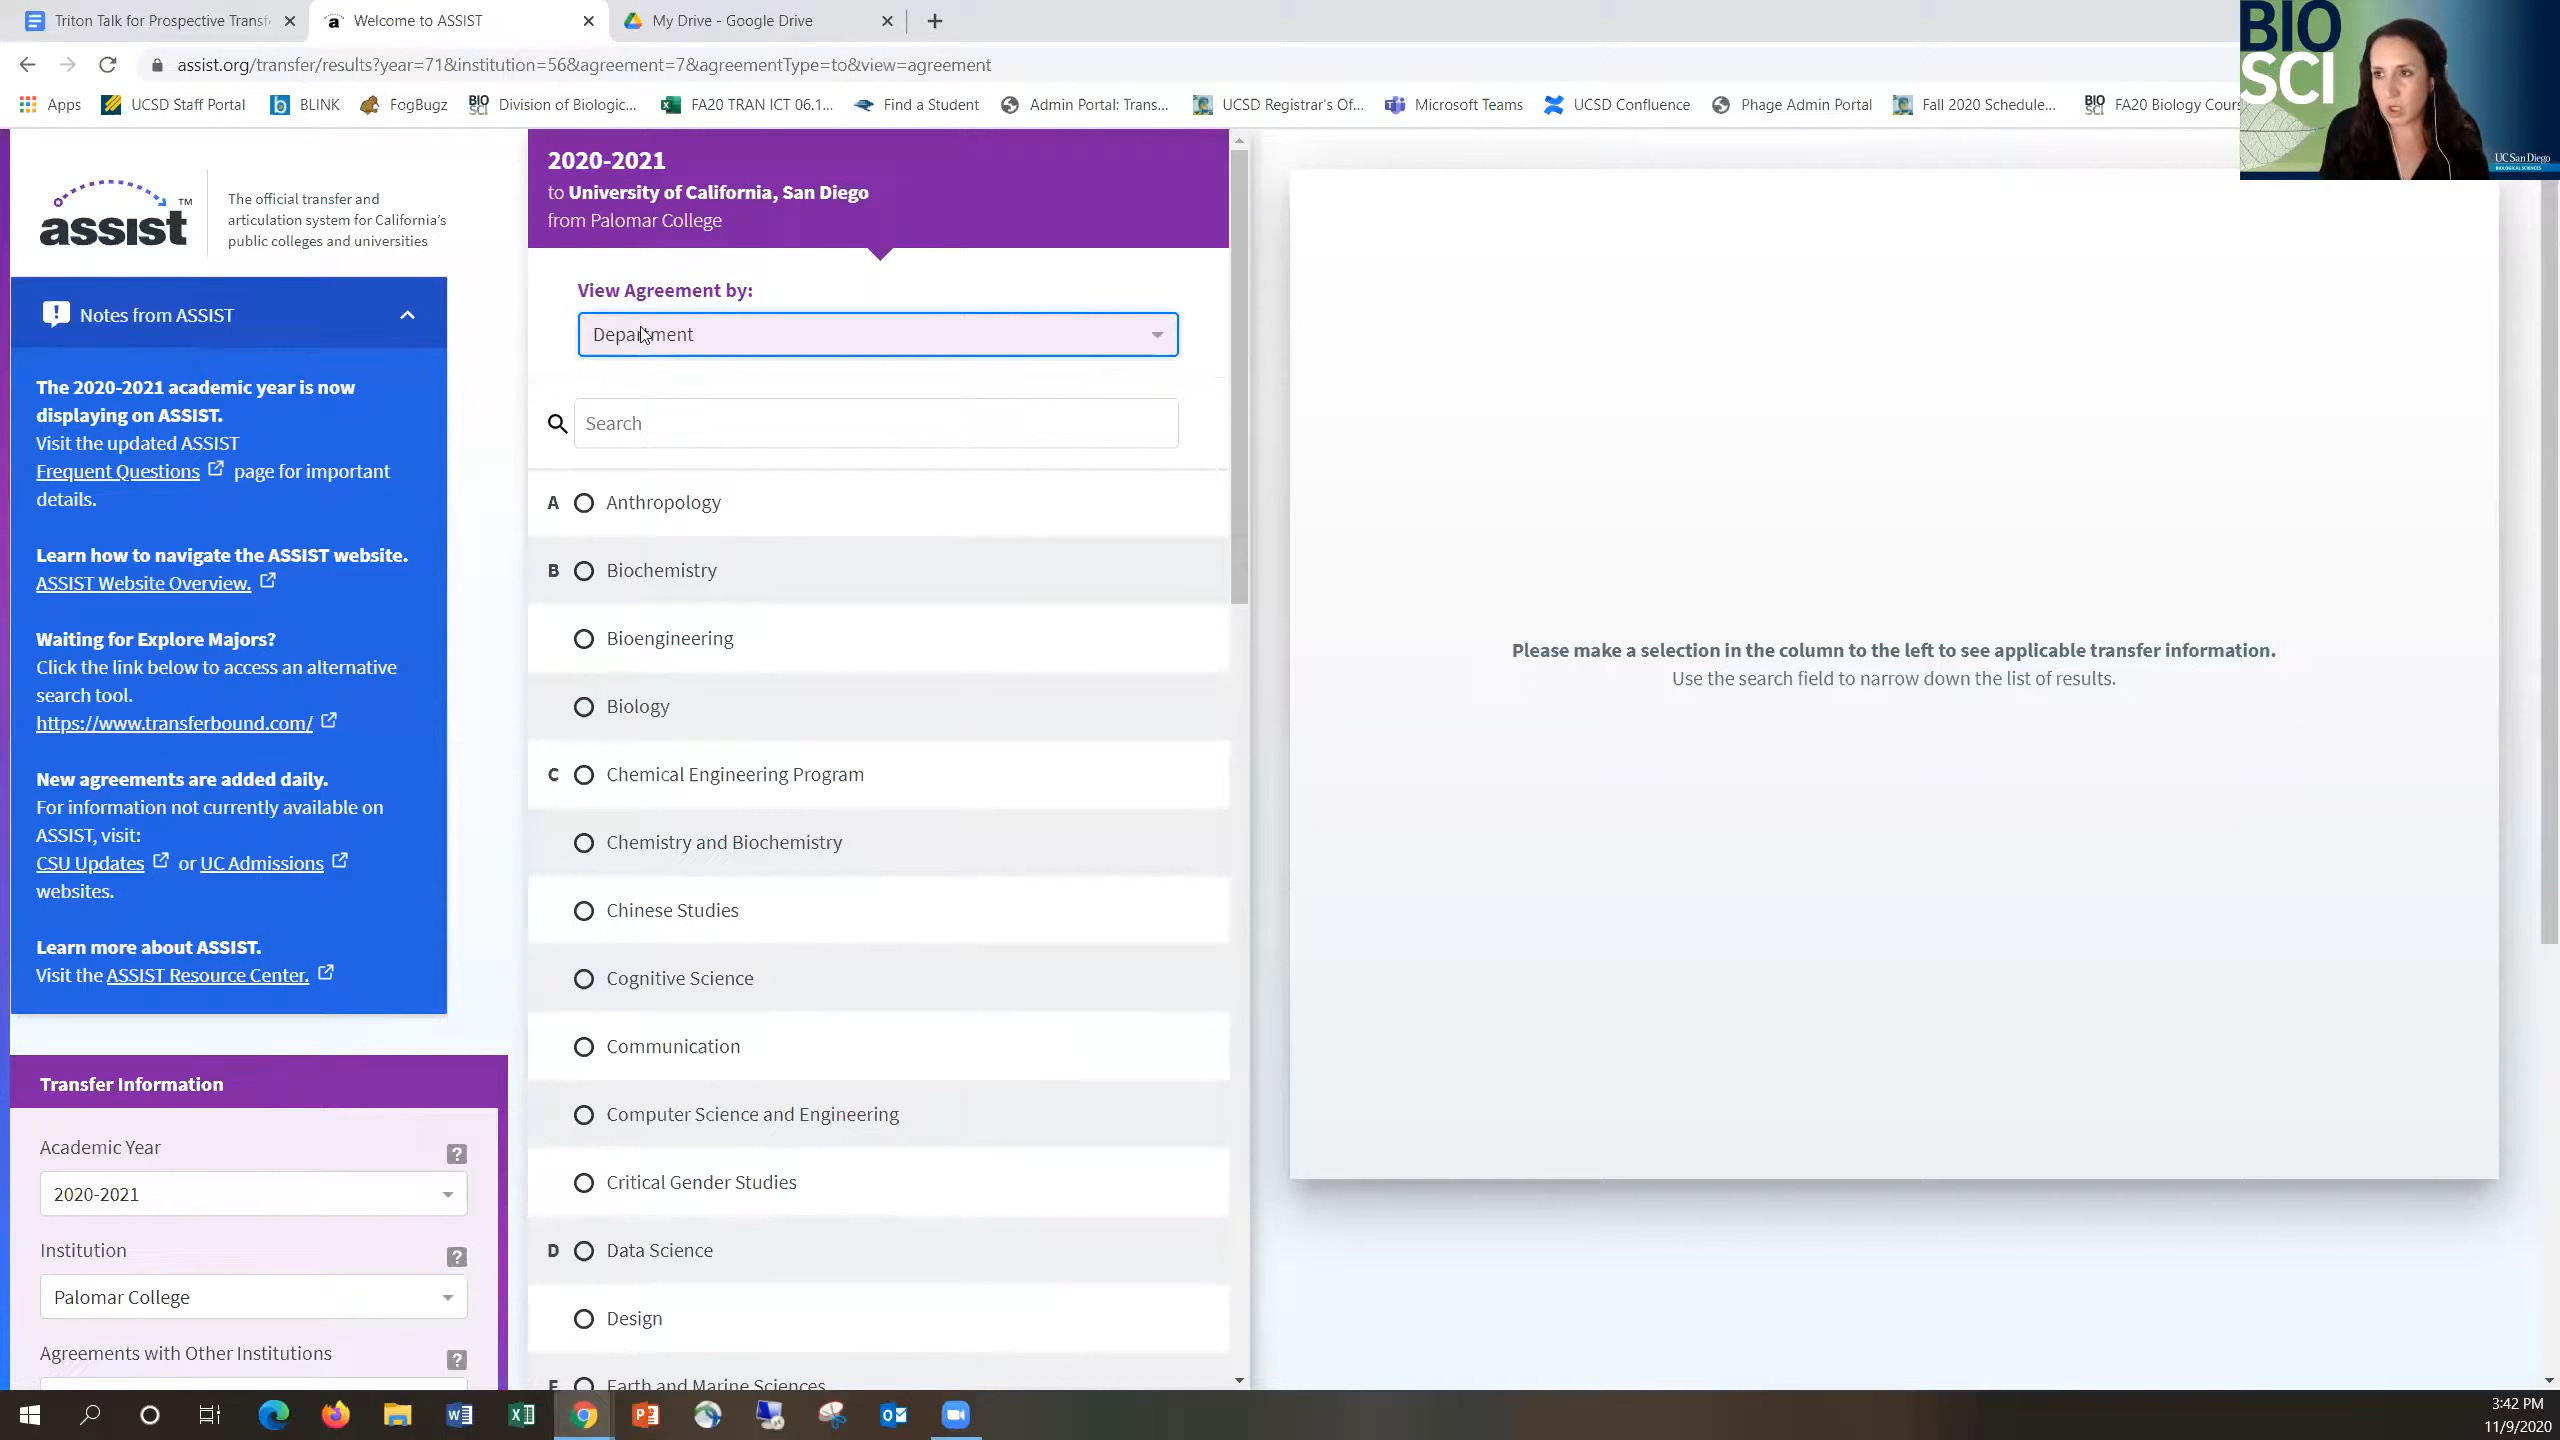 Triton Talk for Prospective Transf
Welcome to ASSIST
My Drive - Google Drive
assist.org/transfer/results?year=71&institution=56&agreement=7&agreementType=to&view=agreement
Apps
UCSD Staff Portal
BLINK
FogBugz
BIO SCI Division of Biologic...
FA20 TRAN ICT 06.1...
Find a Student
Admin Portal: Trans...
UCSD Registrar's Of...
Microsoft Teams
UCSD Confluence
Phage Admin Portal
Fall 2020 Schedule...
BIO SCI FA20 Biology Cours
BIO
SCI
UC San Diego
BIOLOGICAL SCIENCES
assist™
The official transfer and
articulation system for California's
public colleges and universities
Notes from ASSIST
The 2020-2021 academic year is now
displaying on ASSIST.
Visit the updated ASSIST
Frequent Questions page for important
details.
Learn how to navigate the ASSIST website.
ASSIST Website Overview.
Waiting for Explore Majors?
Click the link below to access an alternative
search tool.
https://www.transferbound.com/
New agreements are added daily.
For information not currently available on
ASSIST, visit:
CSU Updates or UC Admissions
websites.
Learn more about ASSIST.
Visit the ASSIST Resource Center.
Transfer Information
Academic Year ?
2020-2021
Institution ?
Palomar College
Agreements with Other Institutions ?
2020-2021
to University of California, San Diego
from Palomar College
View Agreement by:
Department
Search
A Anthropology
B Biochemistry
Bioengineering
Biology
C Chemical Engineering Program
Chemistry and Biochemistry
Chinese Studies
Cognitive Science
Communication
Computer Science and Engineering
Critical Gender Studies
D Data Science
Design
E Earth and Marine Sciences
Please make a selection in the column to the left to see applicable transfer information.
Use the search field to narrow down the list of results.
3:42 PM
11/9/2020